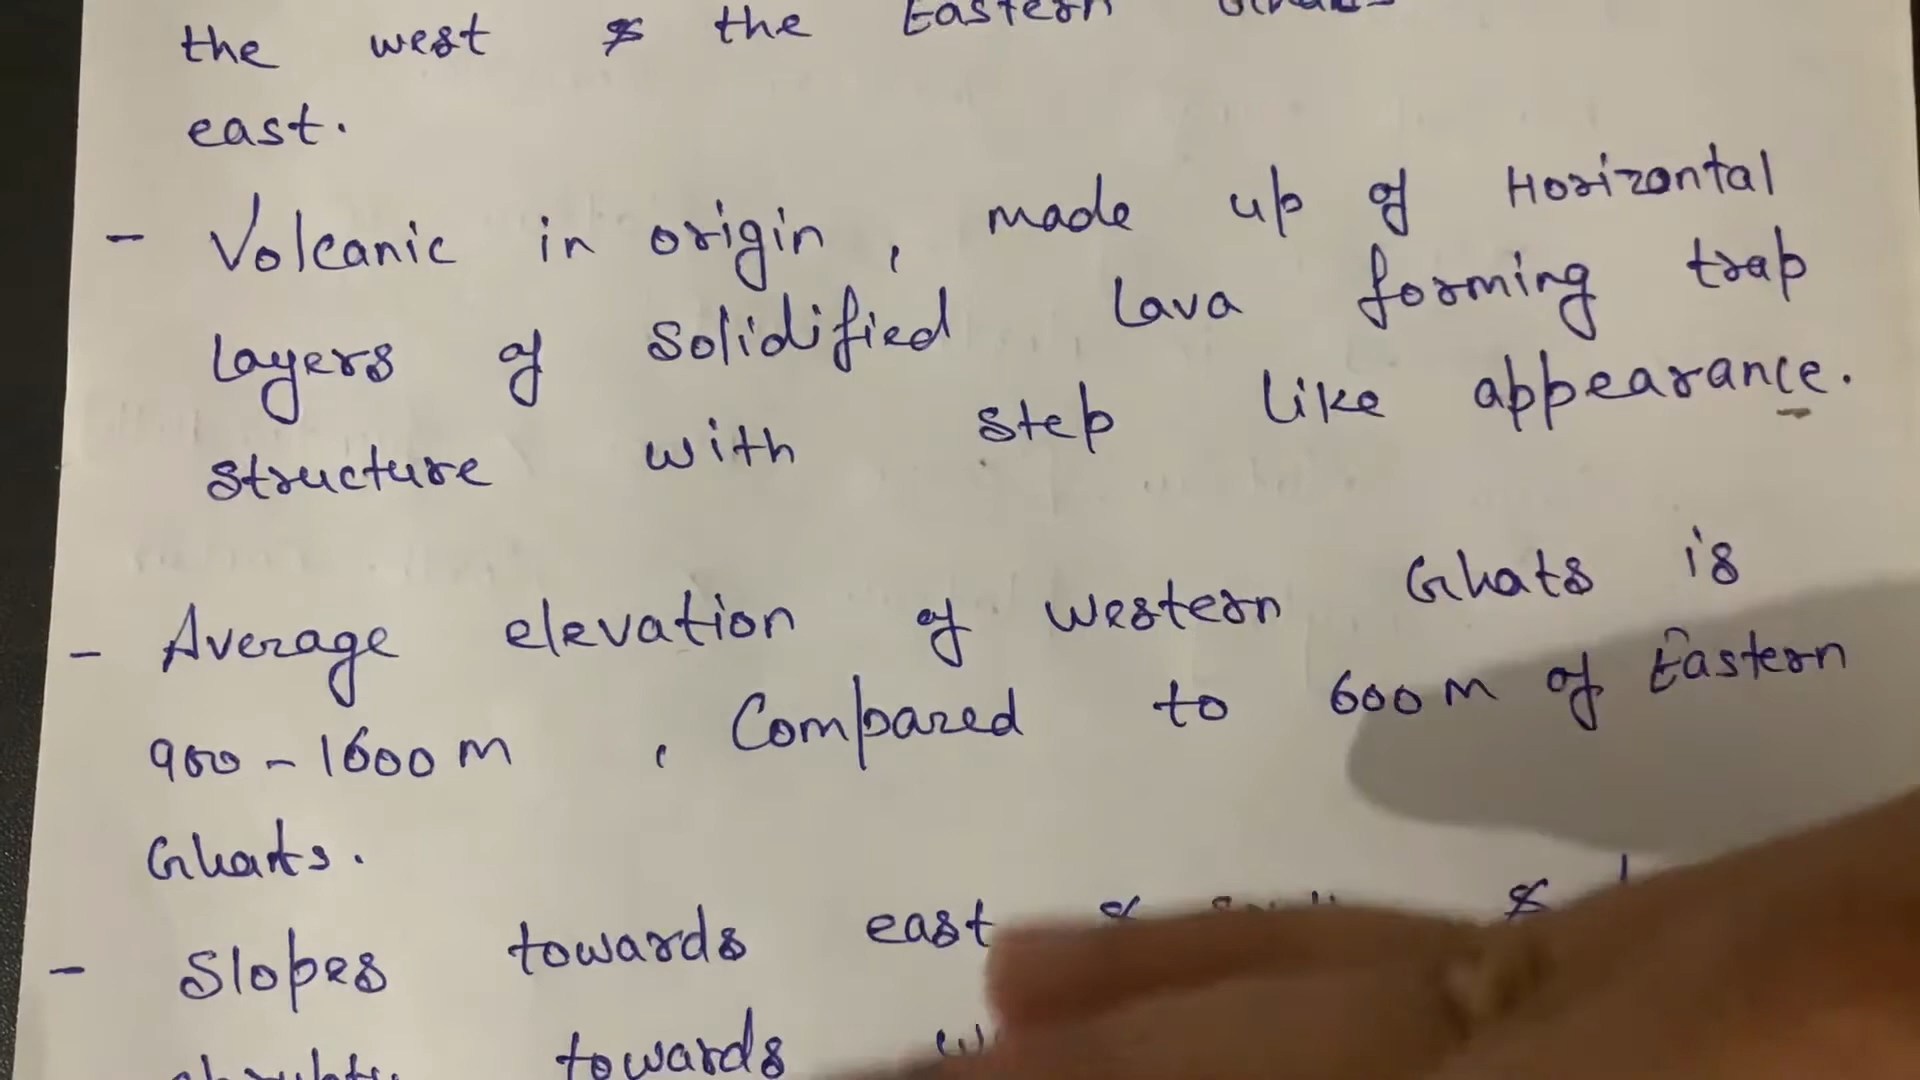 the west & the Eastern Ghats
east.
- Volcanic in origin, made up of Horizontal
layers of solidified Lava forming trap
structure with step like appearance.
- Average elevation of western Ghats is
900 - 1600 m, Compared to 600 m of Eastern
Ghats.
- Slopes towards east & &
towards